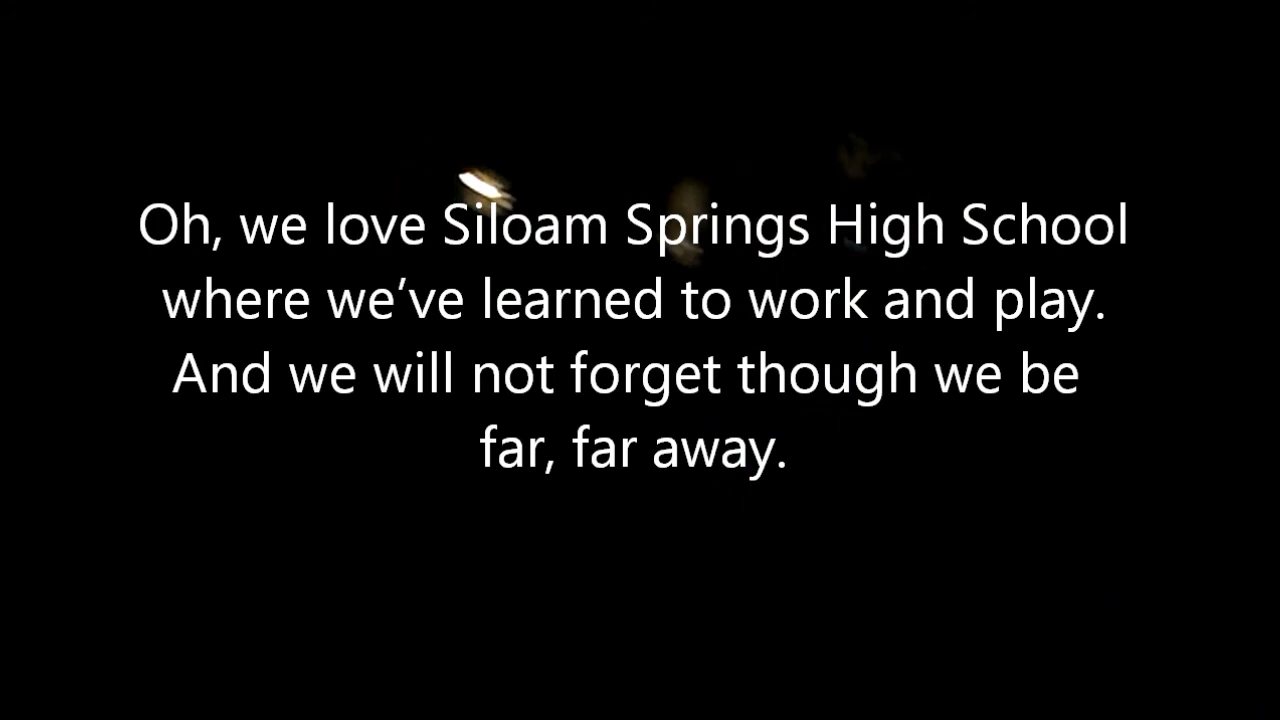 Oh, we love Siloam Springs High School
where we’ve learned to work and play.
And we will not forget though we be
far, far away.